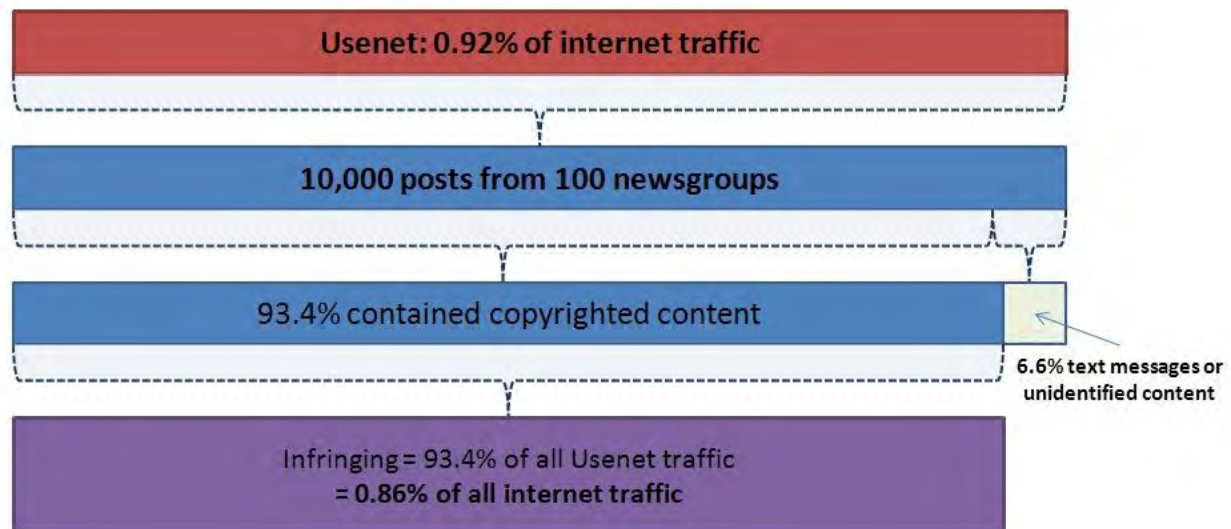 Usenet: 0.92% of internet traffic
10,000 posts from 100 newsgroups
93.4% contained copyrighted content
6.6% text messages or
unidentified content
Infringing = 93.4% of all Usenet traffic
= 0.86% of all internet traffic